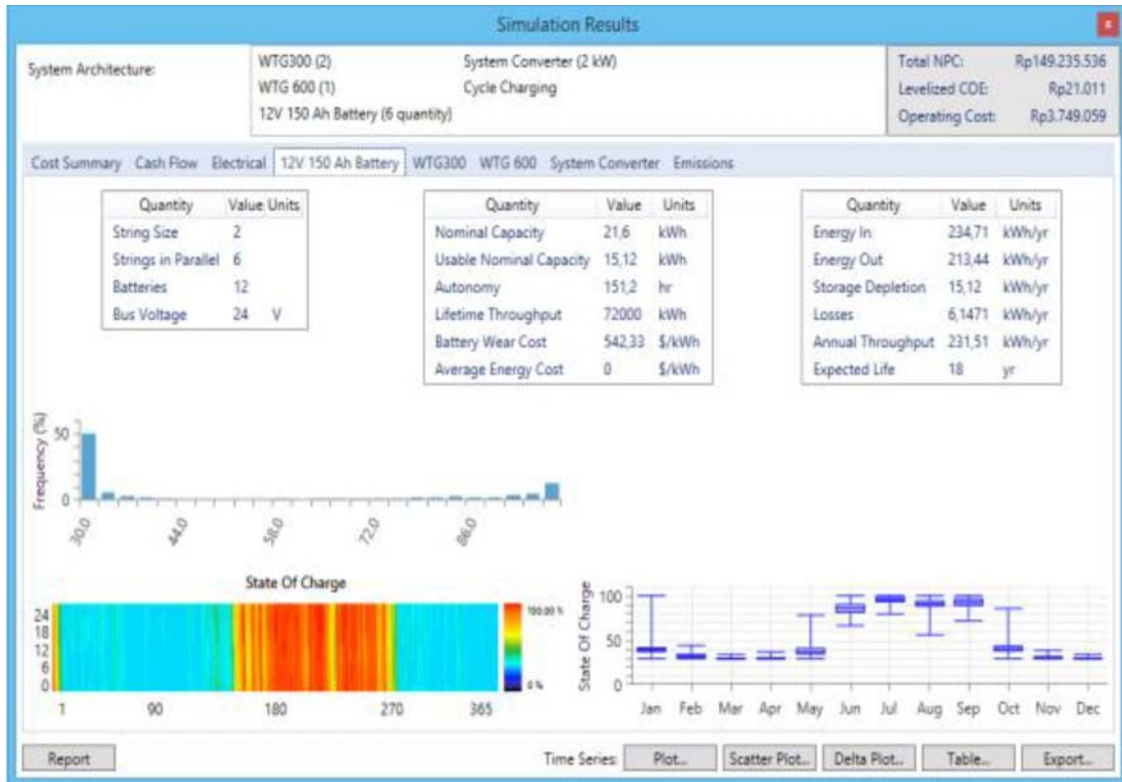 Simulation Results
x
System Architecture:
WTG300 (2)
System Converter (2 kW)
WTG 600 (1)
Cycle Charging
12V 150 Ah Battery (6 quantity)
Total NPC: Rp149.235.536
Levelized COE: Rp21.011
Operating Cost: Rp3.749.059
Cost Summary Cash Flow Electrical 12V 150 Ah Battery WTG300 WTG 600 System Converter Emissions
Quantity Value Units
String Size 2
Strings in Parallel 6
Batteries 12
Bus Voltage 24 V
Quantity Value Units
Nominal Capacity 21,6 kWh
Usable Nominal Capacity 15,12 kWh
Autonomy 151,2 hr
Lifetime Throughput 72000 kWh
Battery Wear Cost 542,33 $/kWh
Average Energy Cost 0 $/kWh
Quantity Value Units
Energy In 234,71 kWh/yr
Energy Out 213,44 kWh/yr
Storage Depletion 15,12 kWh/yr
Losses 6,1471 kWh/yr
Annual Throughput 231,51 kWh/yr
Expected Life 18 yr
Frequency (%)
50
0
30.0 44.0 58.0 72.0 86.0
State Of Charge
24
18
12
6
0
1 90 180 270 365
100.00 %
0 %
State Of Charge
100
50
0
Jan Feb Mar Apr May Jun Jul Aug Sep Oct Nov Dec
Report
Time Series: Plot... Scatter Plot... Delta Plot... Table... Export...